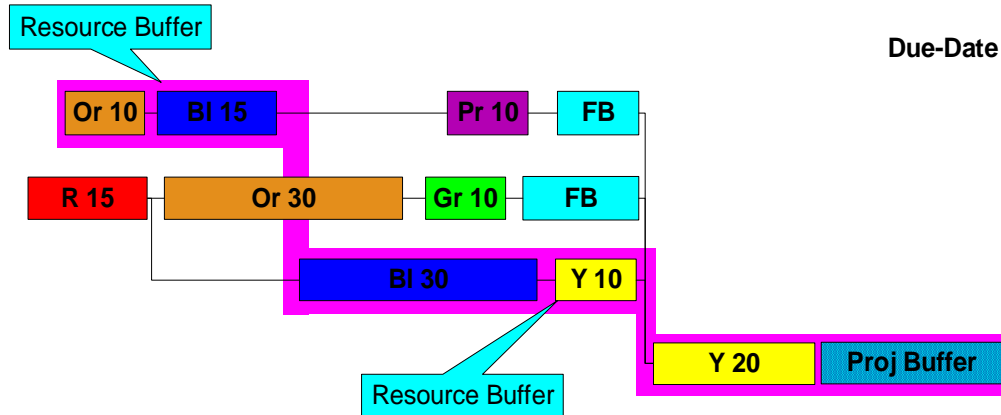 Resource Buffer
Due-Date
Or 10
Bl 15
Pr 10
FB
R 15
Or 30
Gr 10
FB
Bl 30
Y 10
Y 20
Proj Buffer
Resource Buffer